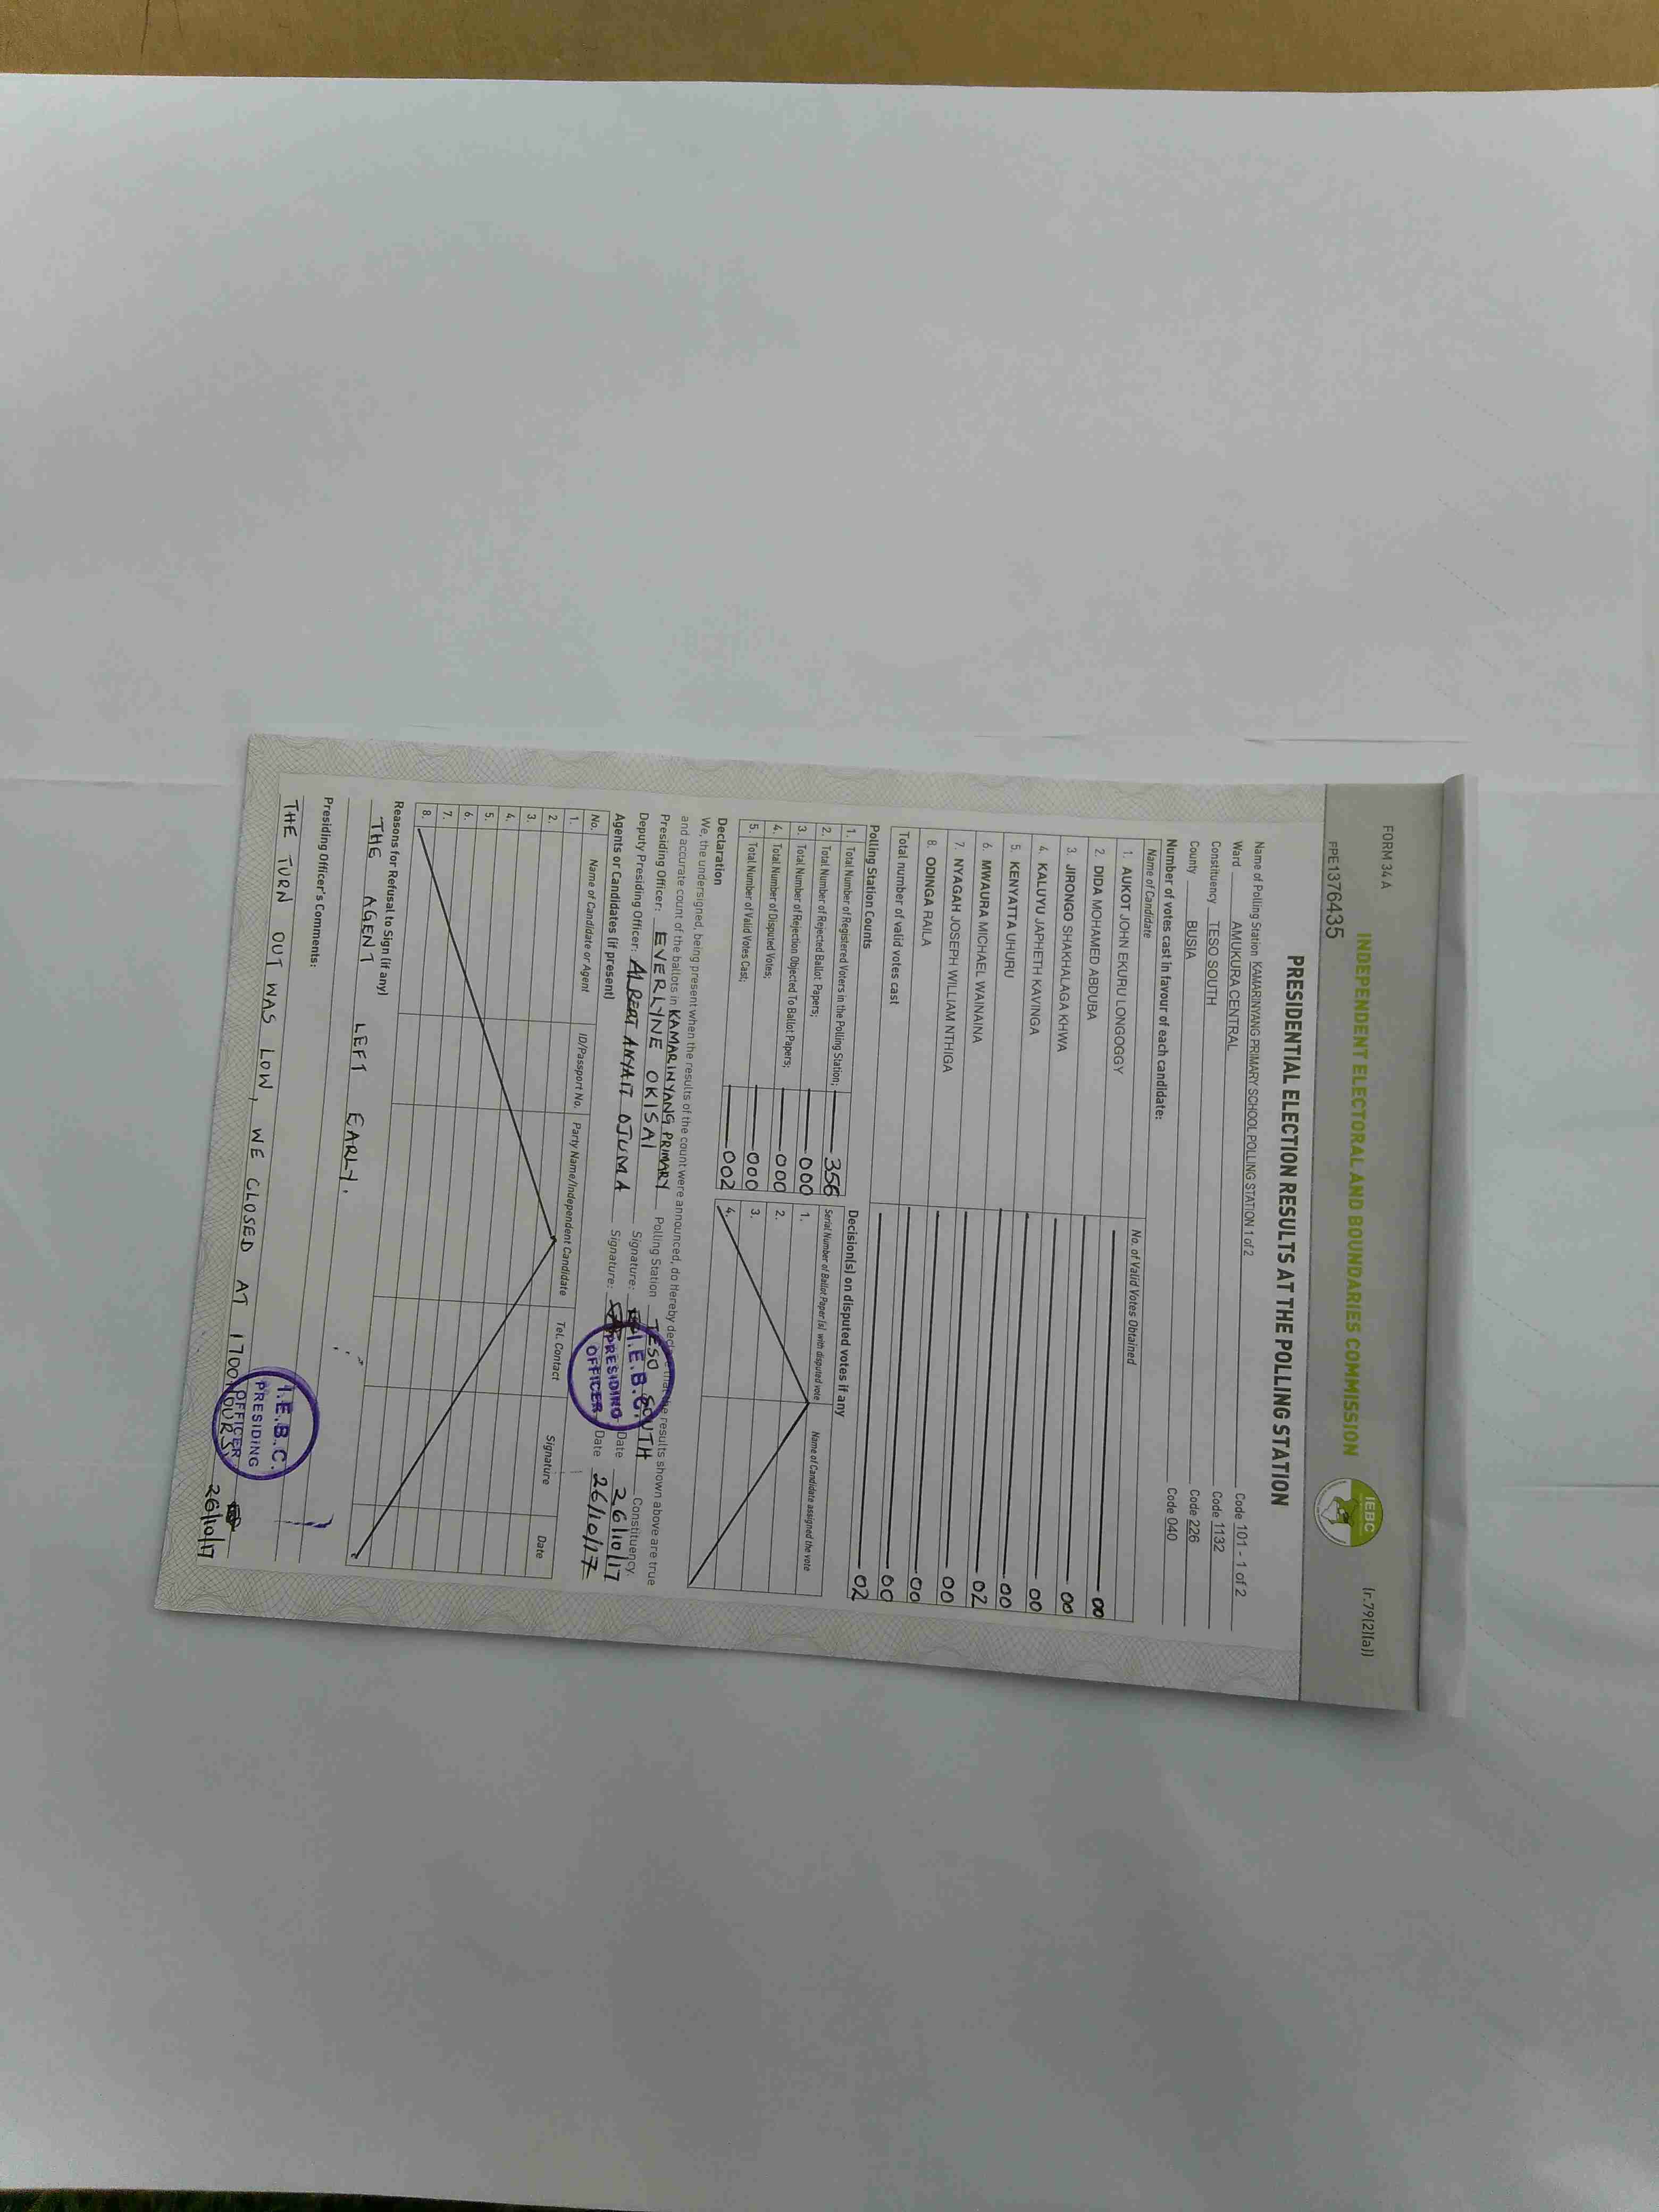 FORM 34A
(r.79(2)(a))
INDEPENDENT ELECTORAL AND BOUNDARIES COMMISSION
IEBC
PPE1376435
PRESIDENTIAL ELECTION RESULTS AT THE POLLING STATION
Name of Polling Station KAMARINYANG PRIMARY SCHOOL POLLING STATION 1 of 2 Code 101 - 1 of 2
Ward AMUKURA CENTRAL Code 1132
Constituency TESO SOUTH Code 226
County BUSIA Code 040
Number of votes cast in favour of each candidate:
Name of Candidate No. of Valid Votes Obtained
1. AUKOT JOHN EKURU LONGOGGY 00
2. DIDA MOHAMED ABDUBA 00
3. JIRONGO SHAKHALAGA KHWA 00
4. KALUYU JAPHETH KAVINGA 00
5. KENYATTA UHURU 02
6. MWAURA MICHAEL WAINAINA 00
7. NYAGAH JOSEPH WILLIAM NTHIGA 00
8. ODINGA RAILA 00
Total number of valid votes cast 02
Polling Station Counts
1. Total Number of Registered Voters in the Polling Station; 356
2. Total Number of Rejected Ballot Papers; 000
3. Total Number of Rejection Objected To Ballot Papers; 000
4. Total Number of Disputed Votes; 000
5. Total Number of Valid Votes Cast; 002
Decision(s) on disputed votes if any
Serial Number of Ballot Paper (s) with disputed vote Name of Candidate assigned the vote
1.
2.
3.
4.
Declaration
We, the undersigned, being present when the results of the count were announced, do hereby declare that the results shown above are true
and accurate count of the ballots in KAMARINYANG PRIMARY Polling Station TESO SOUTH Constituency.
Presiding Officer: EVERLYNE OKISAI Signature: Date 26/10/17
Deputy Presiding Officer: ALBERT ANYAIT OJUMA Signature: Date 26/10/17
I.E.B.C.
PRESIDING
OFFICER
Agents or Candidates (if present)
No. Name of Candidate or Agent ID/Passport No. Party Name/Independent Candidate Tel. Contact Signature Date
1.
2.
3.
4.
5.
6.
7.
8.
Reasons for Refusal to Sign (if any)
THE AGENT LEFT EARLY.
Presiding Officer's Comments:
THE TURN OUT WAS LOW, WE CLOSED AT 1700HOURS
I.E.B.C.
PRESIDING
OFFICER
26/10/17